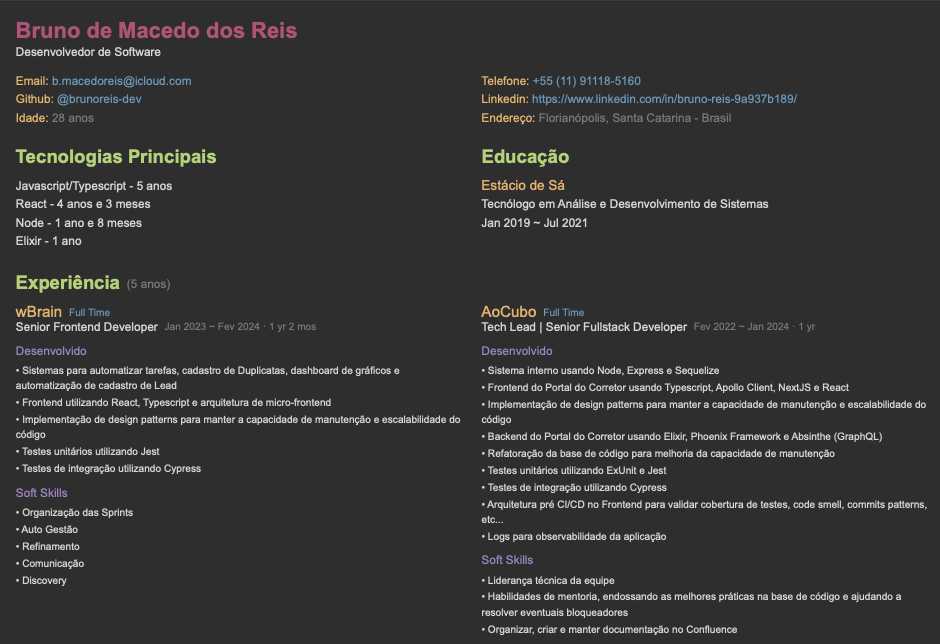 Bruno de Macedo dos Reis
Desenvolvedor de Software
Email: b.macedoreis@icloud.com
Github: @brunoreis-dev
Idade: 28 anos
Telefone: +55 (11) 91118-5160
Linkedin: https://www.linkedin.com/in/bruno-reis-9a937b189/
Endereço: Florianópolis, Santa Catarina - Brasil
Tecnologias Principais
Javascript/Typescript - 5 anos
React - 4 anos e 3 meses
Node - 1 ano e 8 meses
Elixir - 1 ano
Educação
Estácio de Sá
Tecnólogo em Análise e Desenvolvimento de Sistemas
Jan 2019 ~ Jul 2021
Experiência (5 anos)
wBrain Full Time
Senior Frontend Developer Jan 2023 ~ Fev 2024 · 1 yr 2 mos
Desenvolvido
• Sistemas para automatizar tarefas, cadastro de Duplicatas, dashboard de gráficos e
automatização de cadastro de Lead
• Frontend utilizando React, Typescript e arquitetura de micro-frontend
• Implementação de design patterns para manter a capacidade de manutenção e escalabilidade do
código
• Testes unitários utilizando Jest
• Testes de integração utilizando Cypress
Soft Skills
• Organização das Sprints
• Auto Gestão
• Refinamento
• Comunicação
• Discovery
AoCubo Full Time
Tech Lead | Senior Fullstack Developer Fev 2022 ~ Jan 2024 · 1 yr
Desenvolvido
• Sistema interno usando Node, Express e Sequelize
• Frontend do Portal do Corretor usando Typescript, Apollo Client, NextJS e React
• Implementação de design patterns para manter a capacidade de manutenção e escalabilidade do
código
• Backend do Portal do Corretor usando Elixir, Phoenix Framework e Absinthe (GraphQL)
• Refatoração da base de código para melhoria da capacidade de manutenção
• Testes unitários utilizando ExUnit e Jest
• Testes de integração utilizando Cypress
• Arquitetura pré CI/CD no Frontend para validar cobertura de testes, code smell, commits patterns,
etc...
• Logs para observabilidade da aplicação
Soft Skills
• Liderança técnica da equipe
• Habilidades de mentoria, endossando as melhores práticas na base de código e ajudando a
resolver eventuais bloqueadores
• Organizar, criar e manter documentação no Confluence